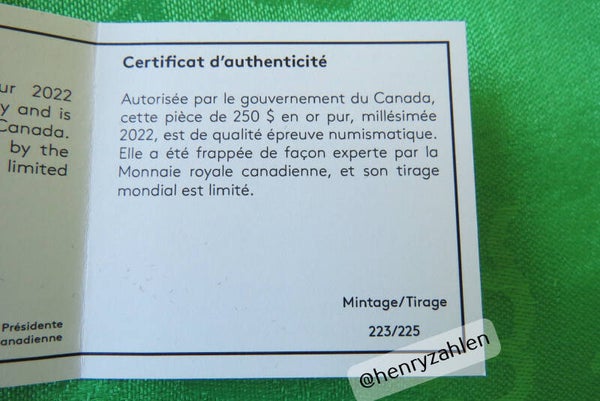 ur 2022
y and is
Canada.
by the
limited
Présidente
anadienne
Certificat d'authenticité
Autorisée par le gouvernement du Canada,
cette pièce de 250 $ en or pur, millésimée
2022, est de qualité épreuve numismatique.
Elle a été frappée de façon experte par la
Monnaie royale canadienne, et son tirage
mondial est limité.
Mintage/Tirage
223/225
@henryzahlen